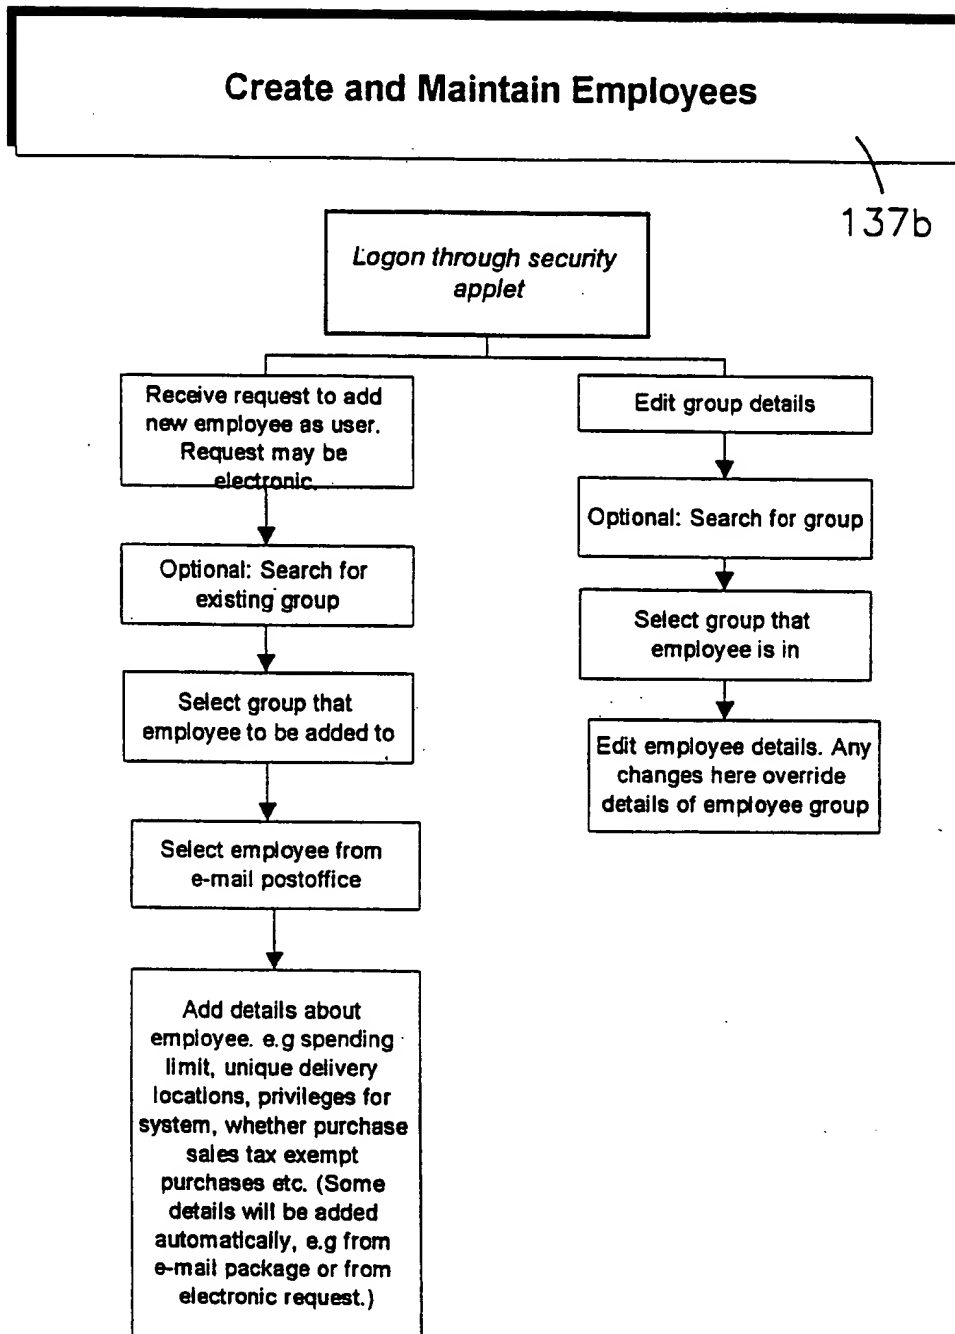 Create and Maintain Employees
137b
Logon through security
applet
Receive request to add
new employee as user.
Request may be
electronic.
Optional: Search for
existing group
Select group that
employee to be added to
Select employee from
e-mail postoffice
Add details about
employee. e.g spending
limit, unique delivery
locations, privileges for
system, whether purchase
sales tax exempt
purchases etc. (Some
details will be added
automatically, e.g from
e-mail package or from
electronic request.)
Edit group details
Optional: Search for group
Select group that
employee is in
Edit employee details. Any
changes here override
details of employee group